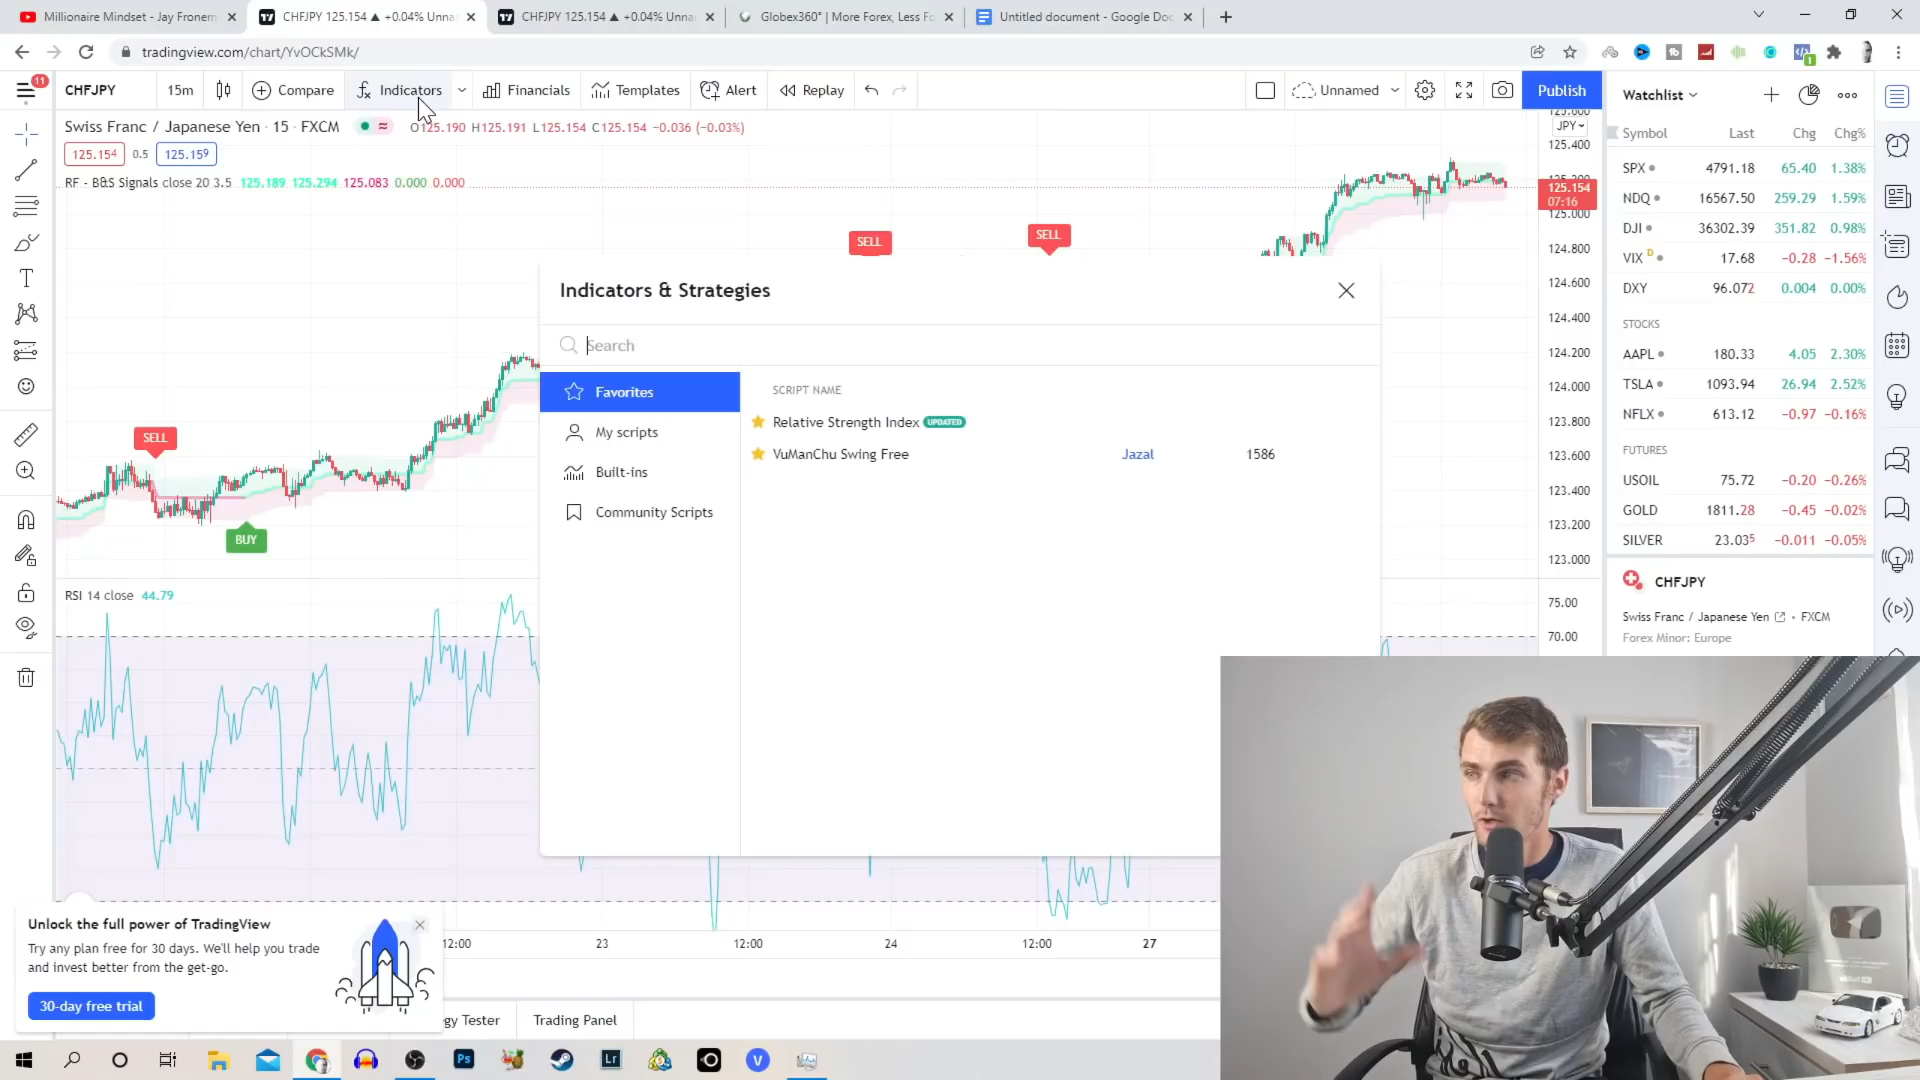 Millionaire Mindset - Jay Fronem
CHFJPY 125.154 ▲ +0.04% Unna
CHFJPY 125.154 ▲ +0.04% Unna
Globex360° | More Forex, Less Fo
Untitled document - Google Doc
tradingview.com/chart/YvOCkSMk/
11
CHFJPY
15m
Compare
Indicators
Financials
Templates
Alert
Replay
Unnamed
Publish
Swiss Franc / Japanese Yen · 15 · FXCM
O125.190 H125.191 L125.154 C125.154 −0.036 (−0.03%)
125.154
0.5
125.159
RF - B&S Signals close 20 3.5 125.189 125.294 125.083 0.000 0.000
SELL
BUY
SELL
SELL
JPY
125.400
125.154
07:16
125.000
124.800
124.600
124.400
124.200
124.000
123.800
123.600
123.400
123.200
123.000
Indicators & Strategies
Search
Favorites
My scripts
Built-ins
Community Scripts
SCRIPT NAME
Relative Strength Index UPDATED
VuManChu Swing Free Jazal 1586
RSI 14 close 44.79
75.00
70.00
12:00
23
12:00
24
12:00
27
Unlock the full power of TradingView
Try any plan free for 30 days. We'll help you trade
and invest better from the get-go.
30-day free trial
gy Tester
Trading Panel
Watchlist
Symbol Last Chg Chg%
SPX 4791.18 65.40 1.38%
NDQ 16567.50 259.29 1.59%
DJI 36302.39 351.82 0.98%
VIX D 17.68 −0.28 −1.56%
DXY 96.072 0.004 0.00%
STOCKS
AAPL 180.33 4.05 2.30%
TSLA 1093.94 26.94 2.52%
NFLX 613.12 −0.97 −0.16%
FUTURES
USOIL 75.72 −0.20 −0.26%
GOLD 1811.28 −0.45 −0.02%
SILVER 23.035 −0.011 −0.05%
CHFJPY
Swiss Franc / Japanese Yen · FXCM
Forex Minor: Europe
Ps
Lr
V